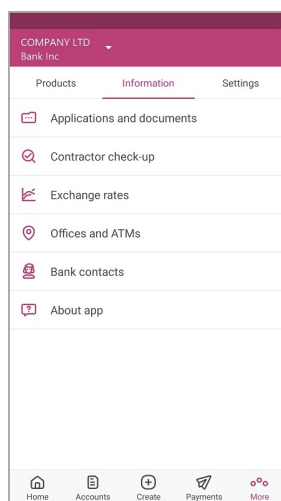 COMPANY LTD
Bank Inc
Products Information Settings
Applications and documents
Contractor check-up
Exchange rates
Offices and ATMs
Bank contacts
About app
Home Accounts Create Payments More